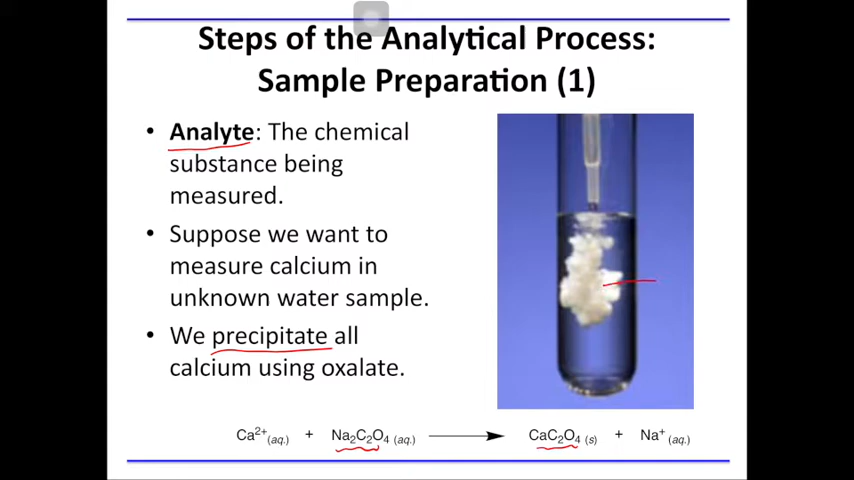 Steps of the Analytical Process:
Sample Preparation (1)
• Analyte: The chemical
substance being
measured.
• Suppose we want to
measure calcium in
unknown water sample.
• We precipitate all
calcium using oxalate.
Ca²⁺(aq.) + Na₂C₂O₄ (aq.) ⟶ CaC₂O₄ (s) + Na⁺ (aq.)